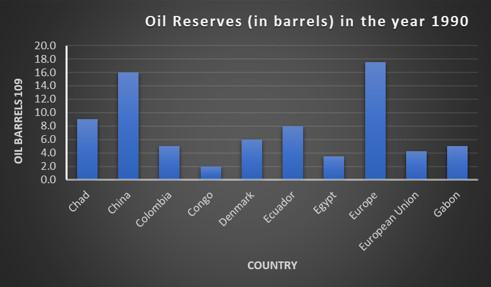 Oil Reserves (in barrels) in the year 1990
OIL BARRELS 109
20.0
18.0
16.0
14.0
12.0
10.0
8.0
6.0
4.0
2.0
0.0
Chad
China
Colombia
Congo
Denmark
Ecuador
Egypt
Europe
European Union
Gabon
COUNTRY